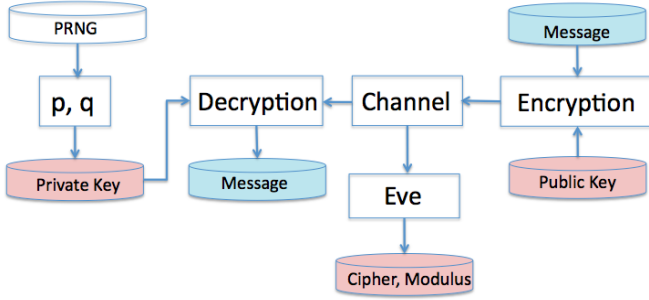 PRNG
Message
p, q
Decryption
Channel
Encryption
Private Key
Message
Eve
Public Key
Cipher, Modulus